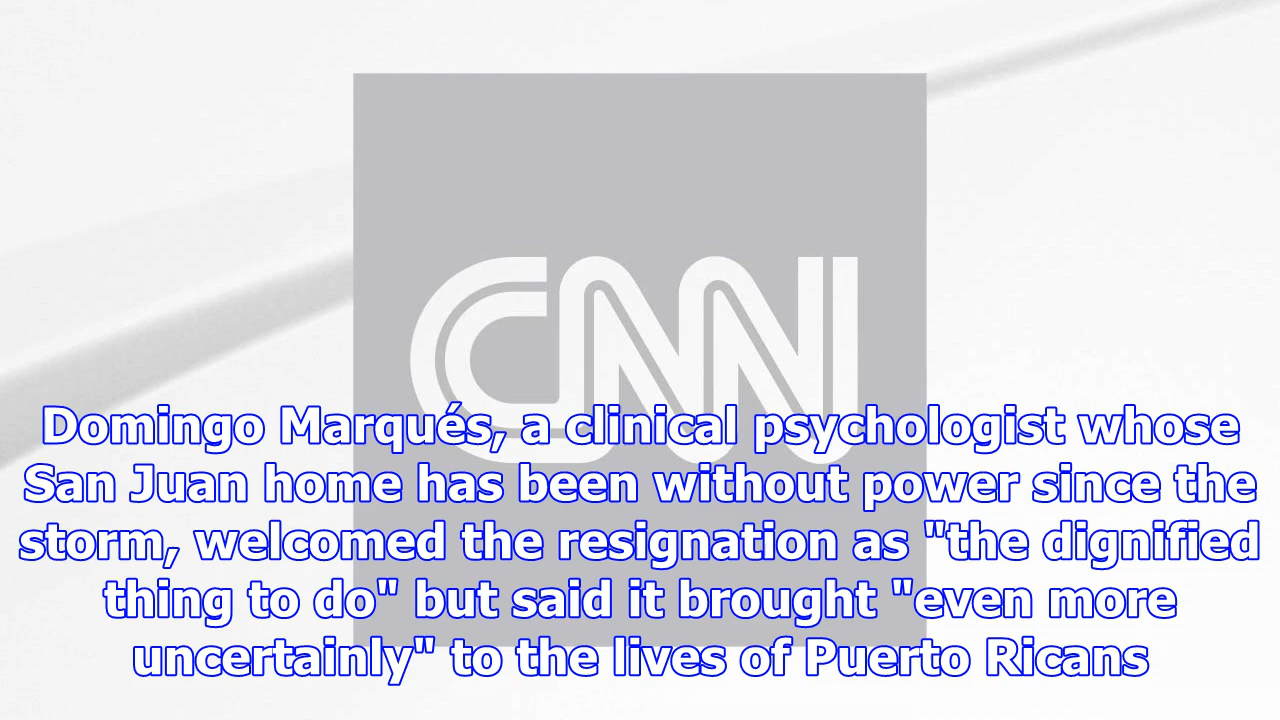 CNN
Domingo Marqués, a clinical psychologist whose
San Juan home has been without power since the
storm, welcomed the resignation as "the dignified
thing to do" but said it brought "even more
uncertainly" to the lives of Puerto Ricans